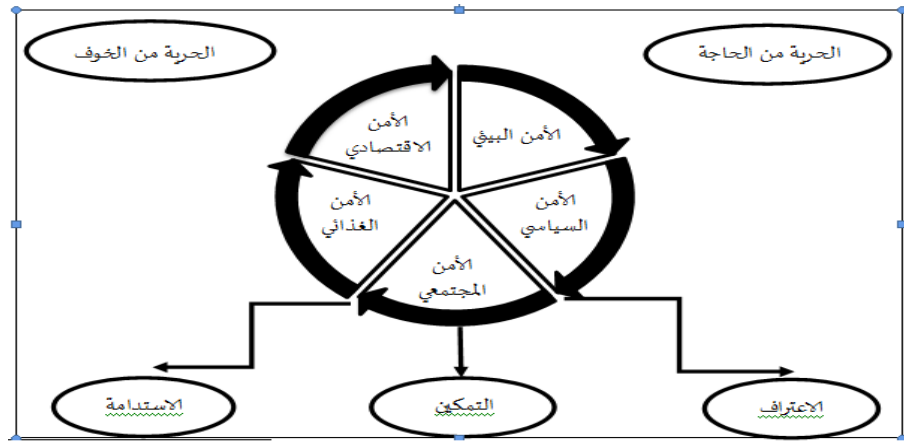 الحرية من الحاجة
الحرية من الخوف
الأمن البيئي
الأمن
الاقتصادي
الأمن
السياسي
الأمن
الغذائي
الأمن
المجتمعي
الاعتراف
التمكين
الاستدامة